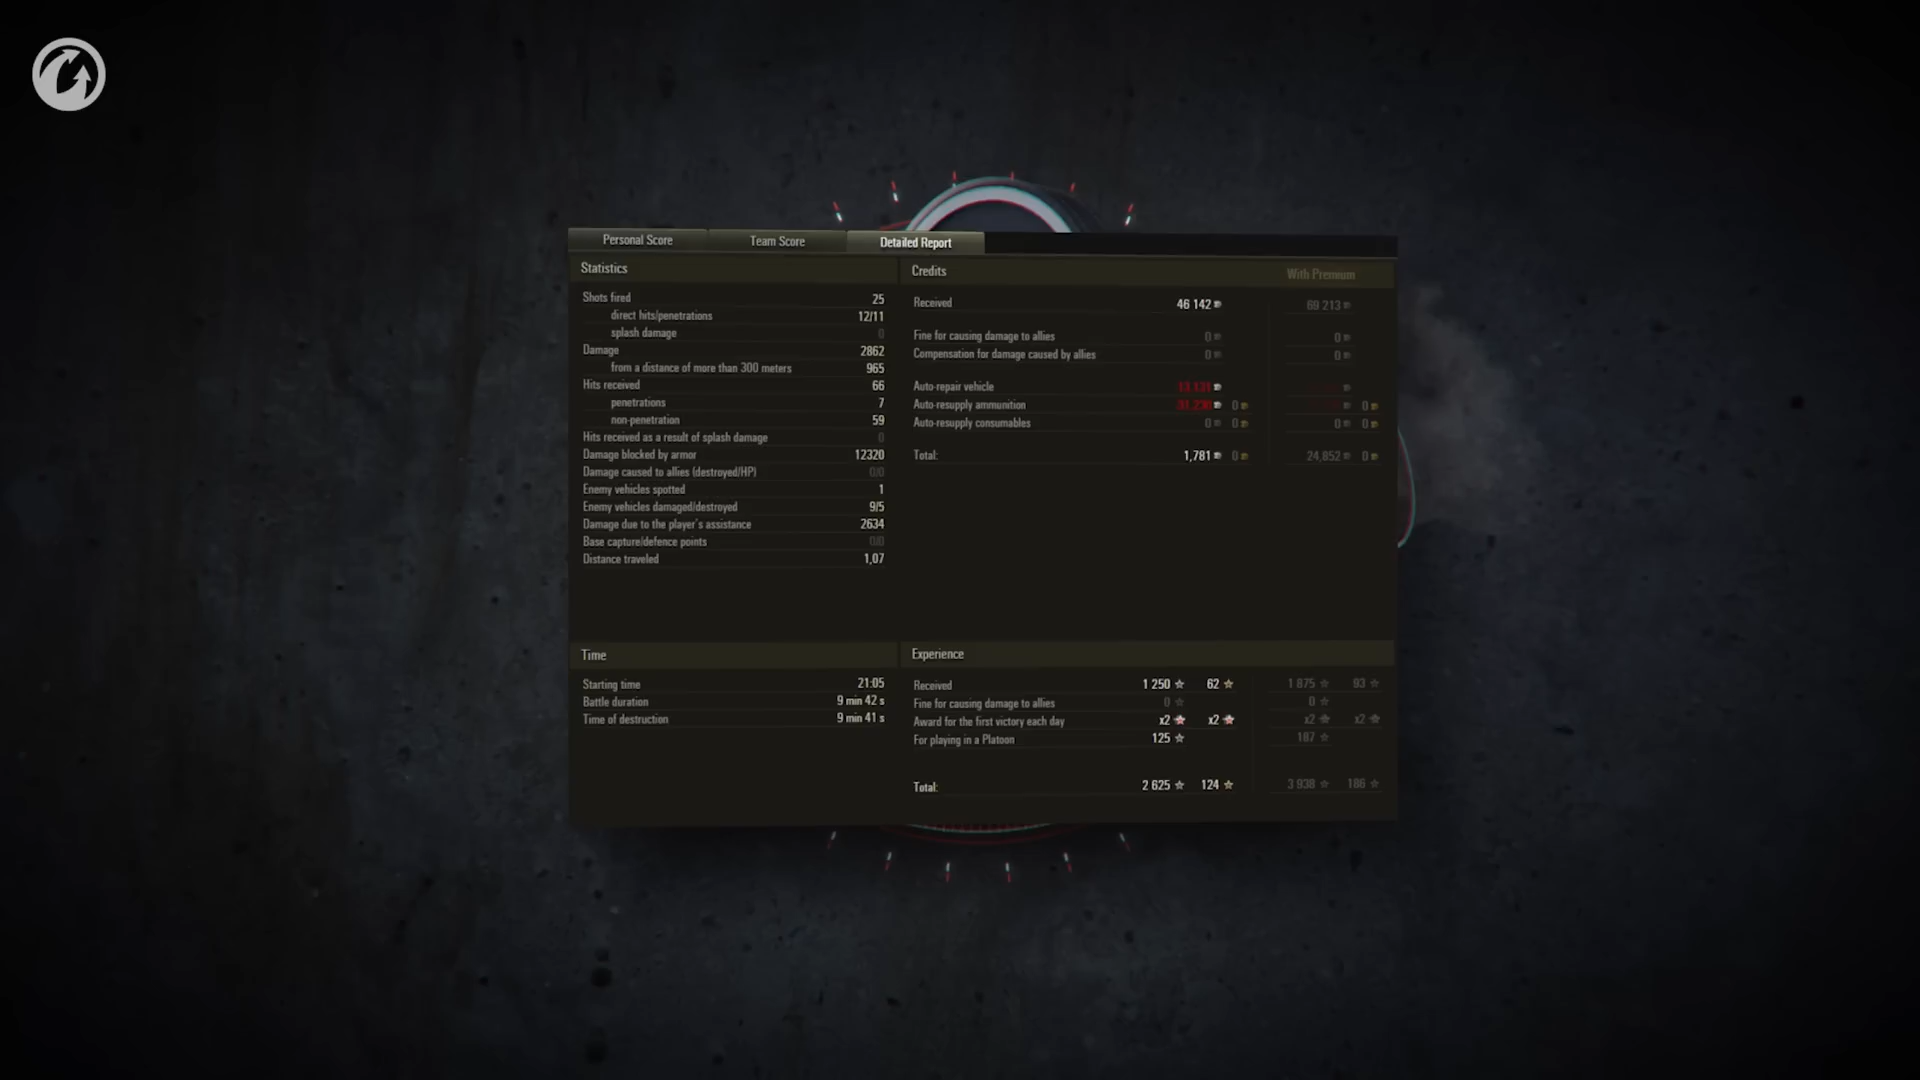 Personal Score Team Score Detailed Report
Statistics
Shots fired 25
direct hits/penetrations 12/11
splash damage 0
Damage 2862
from a distance of more than 300 meters 965
Hits received 66
penetrations 7
non-penetration 59
Hits received as a result of splash damage 0
Damage blocked by armor 12320
Damage caused to allies (destroyed/HP) 0/0
Enemy vehicles spotted 1
Enemy vehicles damaged/destroyed 9/5
Damage due to the player's assistance 2634
Base capture/defence points 0/0
Distance traveled 1,07
Credits With Premium
Received 46 142 69 213
Fine for causing damage to allies 0 0
Compensation for damage caused by allies 0 0
Auto-repair vehicle 13 131
Auto-resupply ammunition 0 0
Auto-resupply consumables 0 0 0 0
Total: 1,781 0 24,852 0
Time
Starting time 21:05
Battle duration 9 min 42 s
Time of destruction 9 min 41 s
Experience
Received 1 250 62 1 875 93
Fine for causing damage to allies 0 0
Award for the first victory each day x2 x2 x2 x2
For playing in a Platoon 125 187
Total: 2 625 124 3 938 186